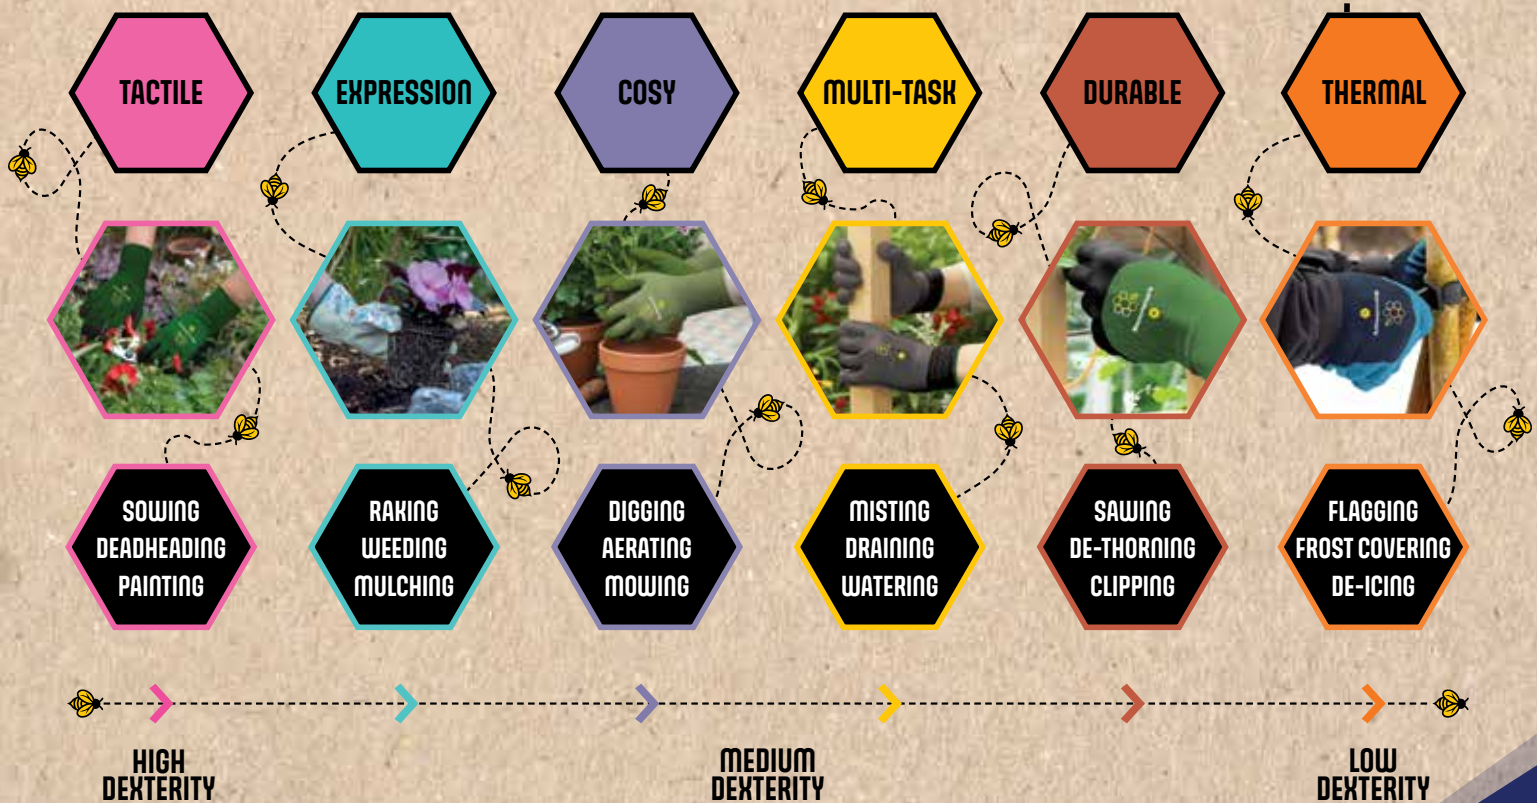 TACTILE
EXPRESSION
COSY
MULTI-TASK
DURABLE
THERMAL
SOWING
DEADHEADING
PAINTING
RAKING
WEEDING
MULCHING
DIGGING
AERATING
MOWING
MISTING
DRAINING
WATERING
SAWING
DE-THORNING
CLIPPING
FLAGGING
FROST COVERING
DE-ICING
HIGH
DEXTERITY
MEDIUM
DEXTERITY
LOW
DEXTERITY